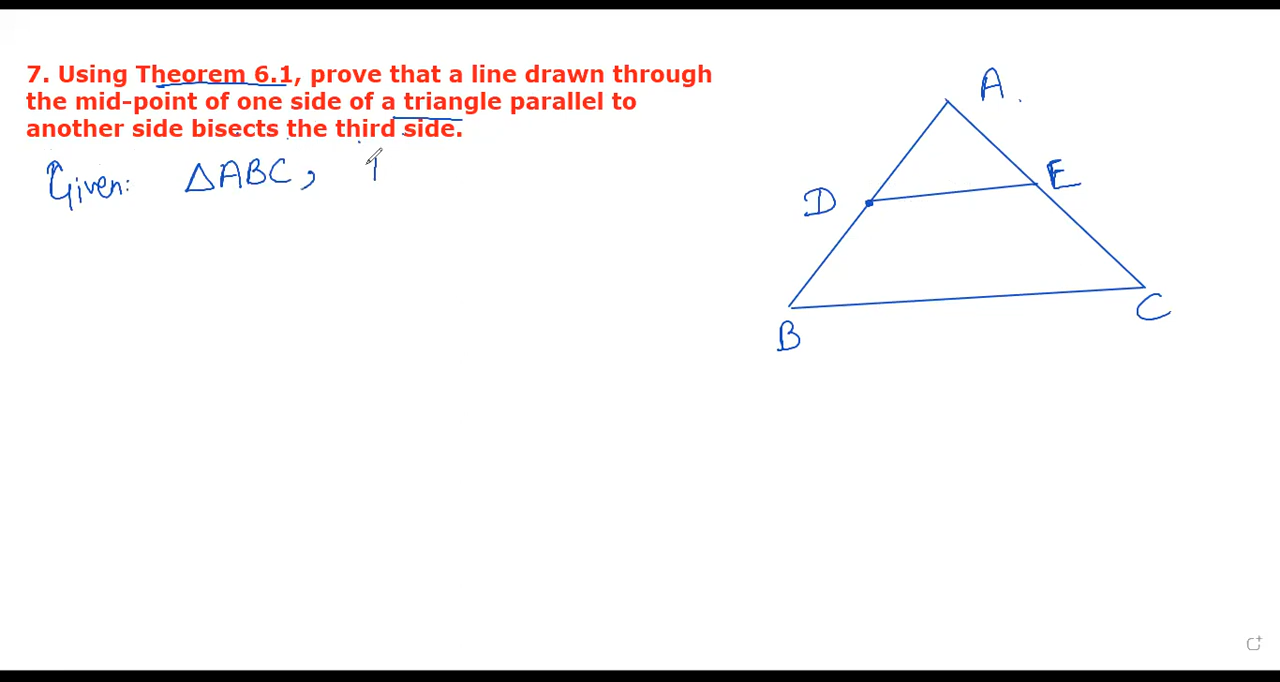 7. Using Theorem 6.1, prove that a line drawn through
the mid-point of one side of a triangle parallel to
another side bisects the third side.
Given: △ABC,
A
E
D
C
B